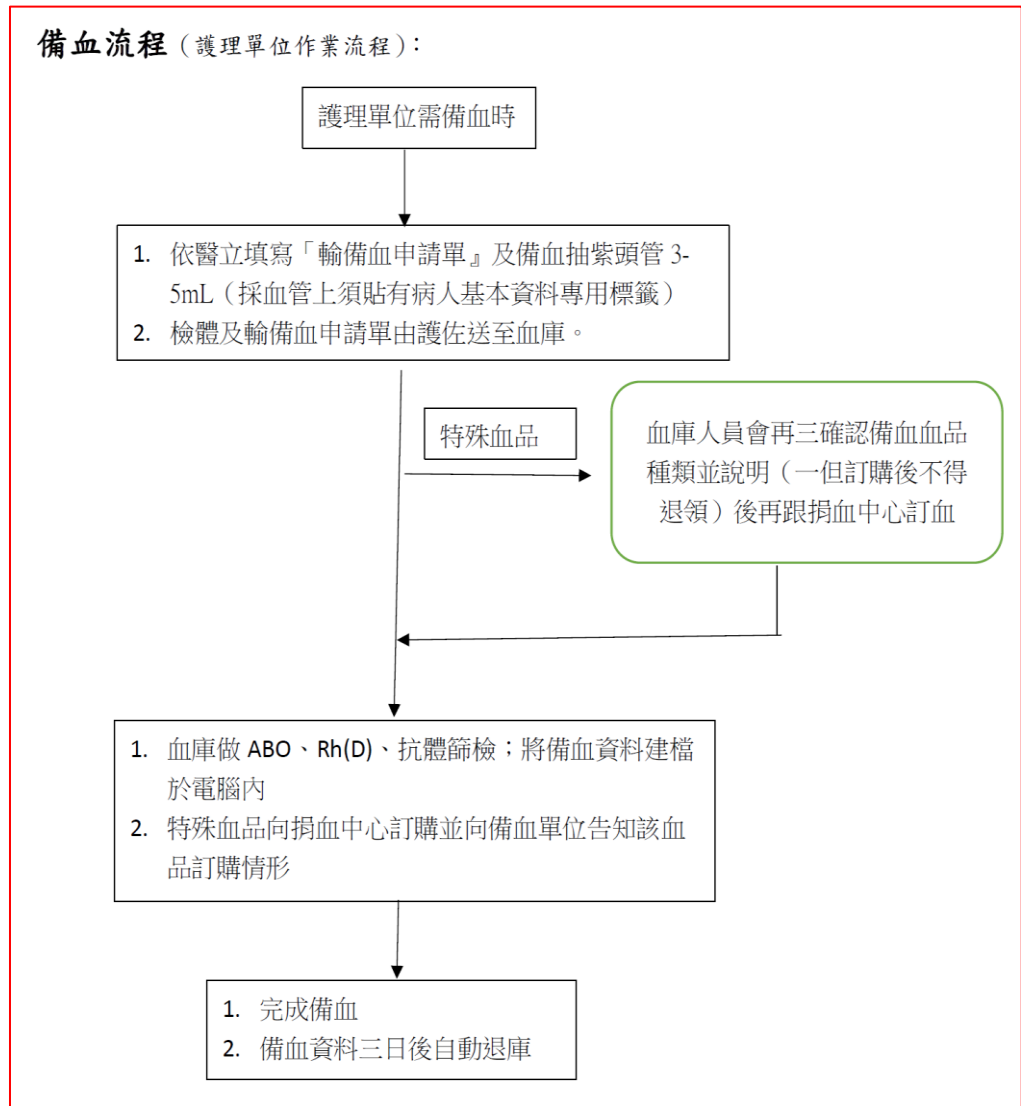 備血流程（護理單位作業流程）：
護理單位需備血時
1. 依醫立填寫「輸備血申請單』及備血抽紫頭管 3-
5mL（採血管上須貼有病人基本資料專用標籤）
2. 檢體及輸備血申請單由護佐送至血庫。
特殊血品
血庫人員會再三確認備血血品
種類並說明（一但訂購後不得
退領）後再跟捐血中心訂血
1. 血庫做 ABO、Rh(D)、抗體篩檢；將備血資料建檔
於電腦內
2. 特殊血品向捐血中心訂購並向備血單位告知該血
品訂購情形
1. 完成備血
2. 備血資料三日後自動退庫